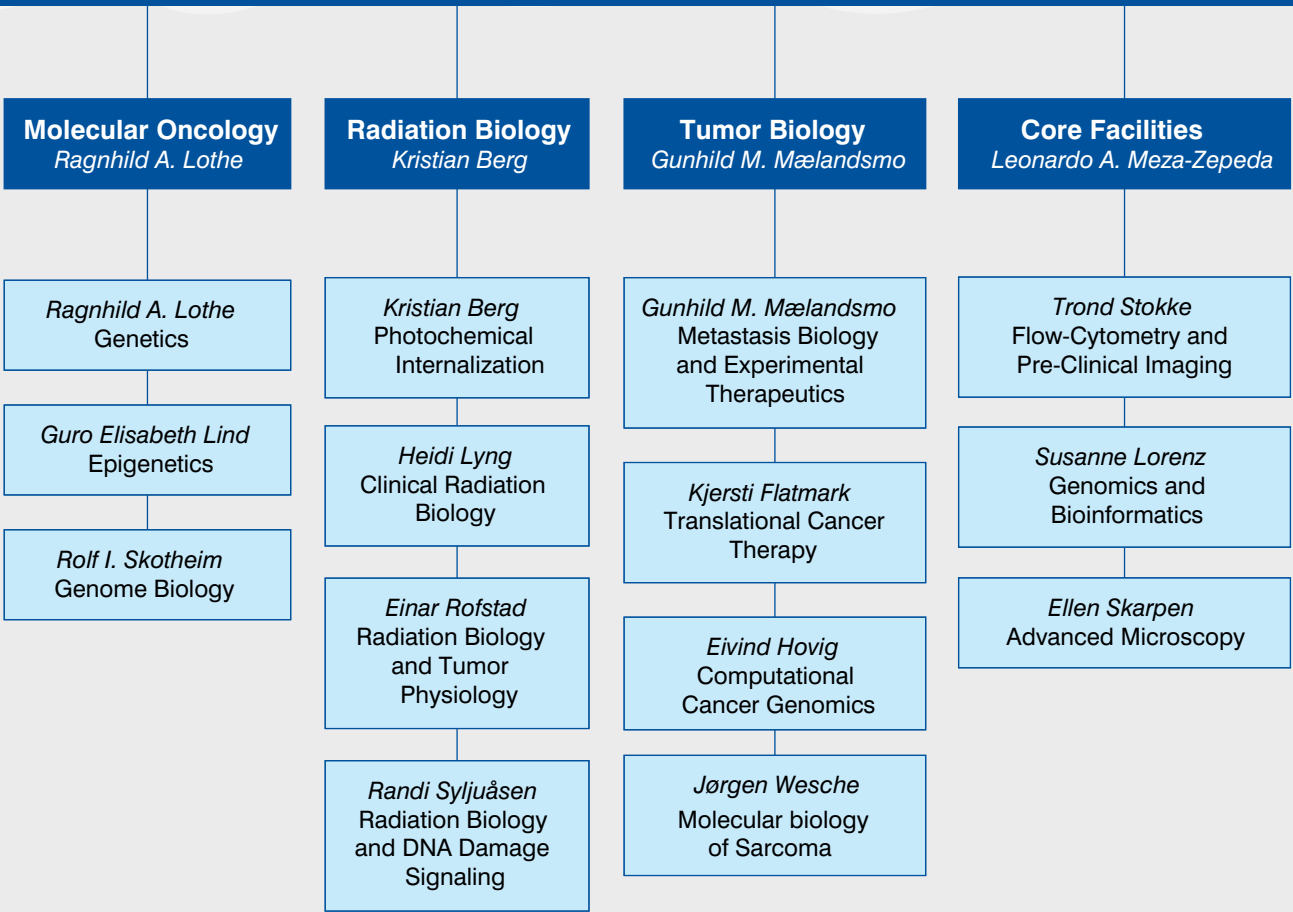 Molecular Oncology
Ragnhild A. Lothe
Ragnhild A. Lothe
Genetics
Guro Elisabeth Lind
Epigenetics
Rolf I. Skotheim
Genome Biology
Radiation Biology
Kristian Berg
Kristian Berg
Photochemical
Internalization
Heidi Lyng
Clinical Radiation
Biology
Einar Rofstad
Radiation Biology
and Tumor
Physiology
Randi Syljuåsen
Radiation Biology
and DNA Damage
Signaling
Tumor Biology
Gunhild M. Mælandsmo
Gunhild M. Mælandsmo
Metastasis Biology
and Experimental
Therapeutics
Kjersti Flatmark
Translational Cancer
Therapy
Eivind Hovig
Computational
Cancer Genomics
Jørgen Wesche
Molecular biology
of Sarcoma
Core Facilities
Leonardo A. Meza-Zepeda
Trond Stokke
Flow-Cytometry and
Pre-Clinical Imaging
Susanne Lorenz
Genomics and
Bioinformatics
Ellen Skarpen
Advanced Microscopy